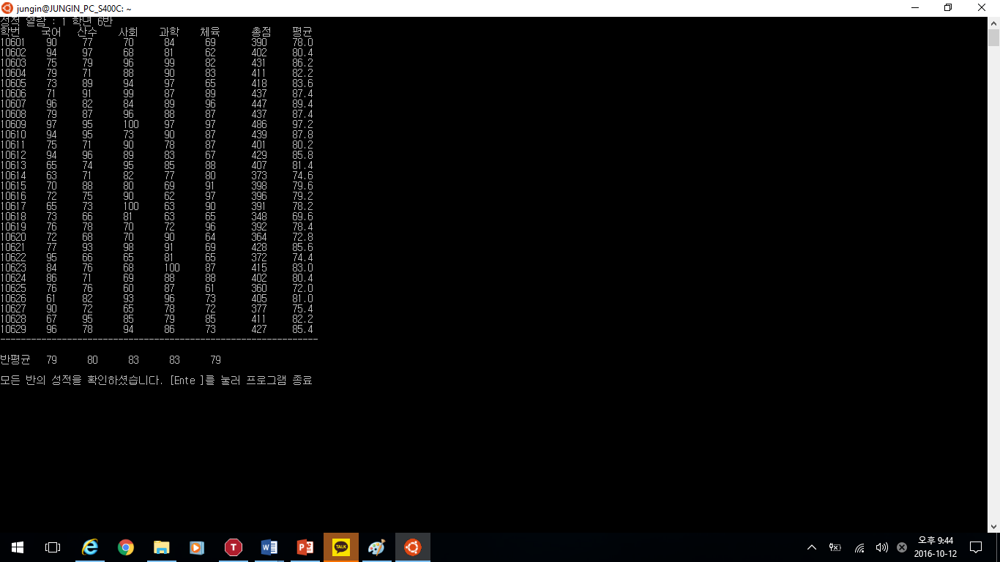 jungin@JUNGIN_PC_S400C: ~
성적 열람 : 1 학년 6반
학번 국어 산수 사회 과학 체육 총점 평균
10601 90 77 70 84 69 390 78.0
10602 94 97 68 81 62 402 80.4
10603 75 79 96 99 82 431 86.2
10604 79 71 88 90 83 411 82.2
10605 73 89 94 97 65 418 83.6
10606 71 91 99 87 89 437 87.4
10607 96 82 84 89 96 447 89.4
10608 79 87 96 88 87 437 87.4
10609 97 95 100 97 97 486 97.2
10610 94 95 73 90 87 439 87.8
10611 75 71 90 78 87 401 80.2
10612 94 96 89 83 67 429 85.8
10613 65 74 95 85 88 407 81.4
10614 63 71 82 77 80 373 74.6
10615 70 88 80 69 91 398 79.6
10616 72 75 90 62 97 396 79.2
10617 65 73 100 63 90 391 78.2
10618 73 66 81 63 65 348 69.6
10619 76 78 70 72 96 392 78.4
10620 72 68 70 90 64 364 72.8
10621 77 93 98 91 69 428 85.6
10622 95 66 65 81 65 372 74.4
10623 84 76 68 100 87 415 83.0
10624 86 71 69 88 88 402 80.4
10625 76 76 60 87 61 360 72.0
10626 61 82 93 96 73 405 81.0
10627 90 72 65 78 72 377 75.4
10628 67 95 85 79 85 411 82.2
10629 96 78 94 86 73 427 85.4
--------------------------------------------------------------
반평균 79 80 83 83 79
모든 반의 성적을 확인하셨습니다. [Ente ]를 눌러 프로그램 종료
TALK
오후 9:44
2016-10-12